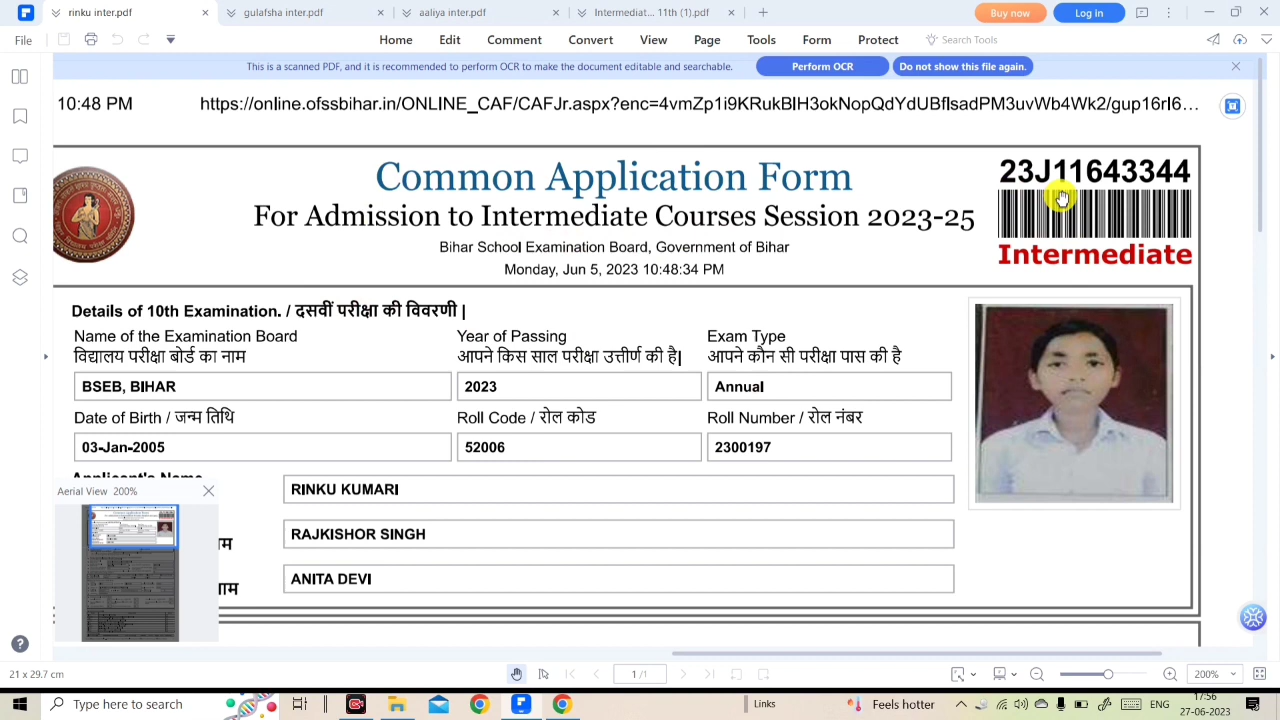 rinku inter.pdf
gulafsha inter.pdf
aaliya inter.pdf
Intermediat... 11th (1).pdf
Buy now
Log in
File
Home
Edit
Comment
Convert
View
Page
Tools
Form
Protect
Search Tools
This is a scanned PDF, and it is recommended to perform OCR to make the document editable and searchable.
Perform OCR
Do not show this file again.
10:48 PM
https://online.ofssbihar.in/ONLINE_CAF/CAFJr.aspx?enc=4vmZp1i9KRukBIH3okNopQdYdUBflsadPM3uvWb4Wk2/gup16rI6...
Common Application Form
23J11643344
For Admission to Intermediate Courses Session 2023-25
Bihar School Examination Board, Government of Bihar
Intermediate
Monday, Jun 5, 2023 10:48:34 PM
Details of 10th Examination. / दसवीं परीक्षा की विवरणी |
Name of the Examination Board
Year of Passing
Exam Type
विद्यालय परीक्षा बोर्ड का नाम
आपने किस साल परीक्षा उत्तीर्ण की है|
आपने कौन सी परीक्षा पास की है
BSEB, BIHAR
2023
Annual
Date of Birth / जन्म तिथि
Roll Code / रोल कोड
Roll Number / रोल नंबर
03-Jan-2005
52006
2300197
Applicant's Name
RINKU KUMARI
Aerial View 200%
RAJKISHOR SINGH
ANITA DEVI
21 x 29.7 cm
1 /1
200%
Type here to search
Links
Feels hotter
ENG
17:56
27-06-2023